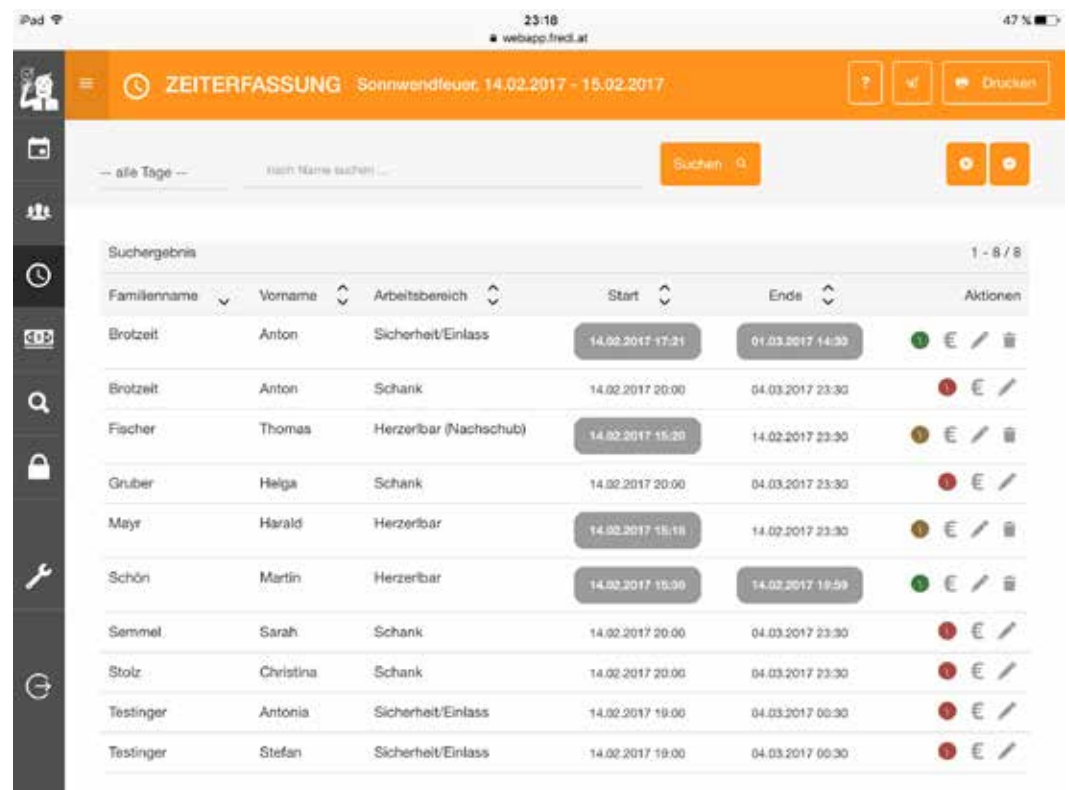 iPad 23:18 47 %
webapp.fredi.at
ZEITERFASSUNG Sonnwendfeuer, 14.02.2017 - 15.02.2017 ? Drucken
-- alle Tage -- nach Name suchen ... Suchen
Suchergebnis 1 - 8 / 8
Familienname Vorname Arbeitsbereich Start Ende Aktionen
Brotzeit Anton Sicherheit/Einlass 14.02.2017 17:21 01.03.2017 14:30 €
Brotzeit Anton Schank 14.02.2017 20:00 04.03.2017 23:30 €
Fischer Thomas Herzerlbar (Nachschub) 14.02.2017 15:20 14.02.2017 23:30 €
Gruber Helga Schank 14.02.2017 20:00 04.03.2017 23:30 €
Mayr Harald Herzerlbar 14.02.2017 14.02.2017 23:30 €
Schön Martin Herzerlbar 14.02.2017 14.02.2017 €
Semmel Sarah Schank 14.02.2017 20:00 04.03.2017 23:30 €
Stolz Christina Schank 14.02.2017 20:00 04.03.2017 23:30 €
Testinger Antonia Sicherheit/Einlass 14.02.2017 19:00 04.03.2017 00:30 €
Testinger Stefan Sicherheit/Einlass 14.02.2017 19:00 04.03.2017 00:30 €